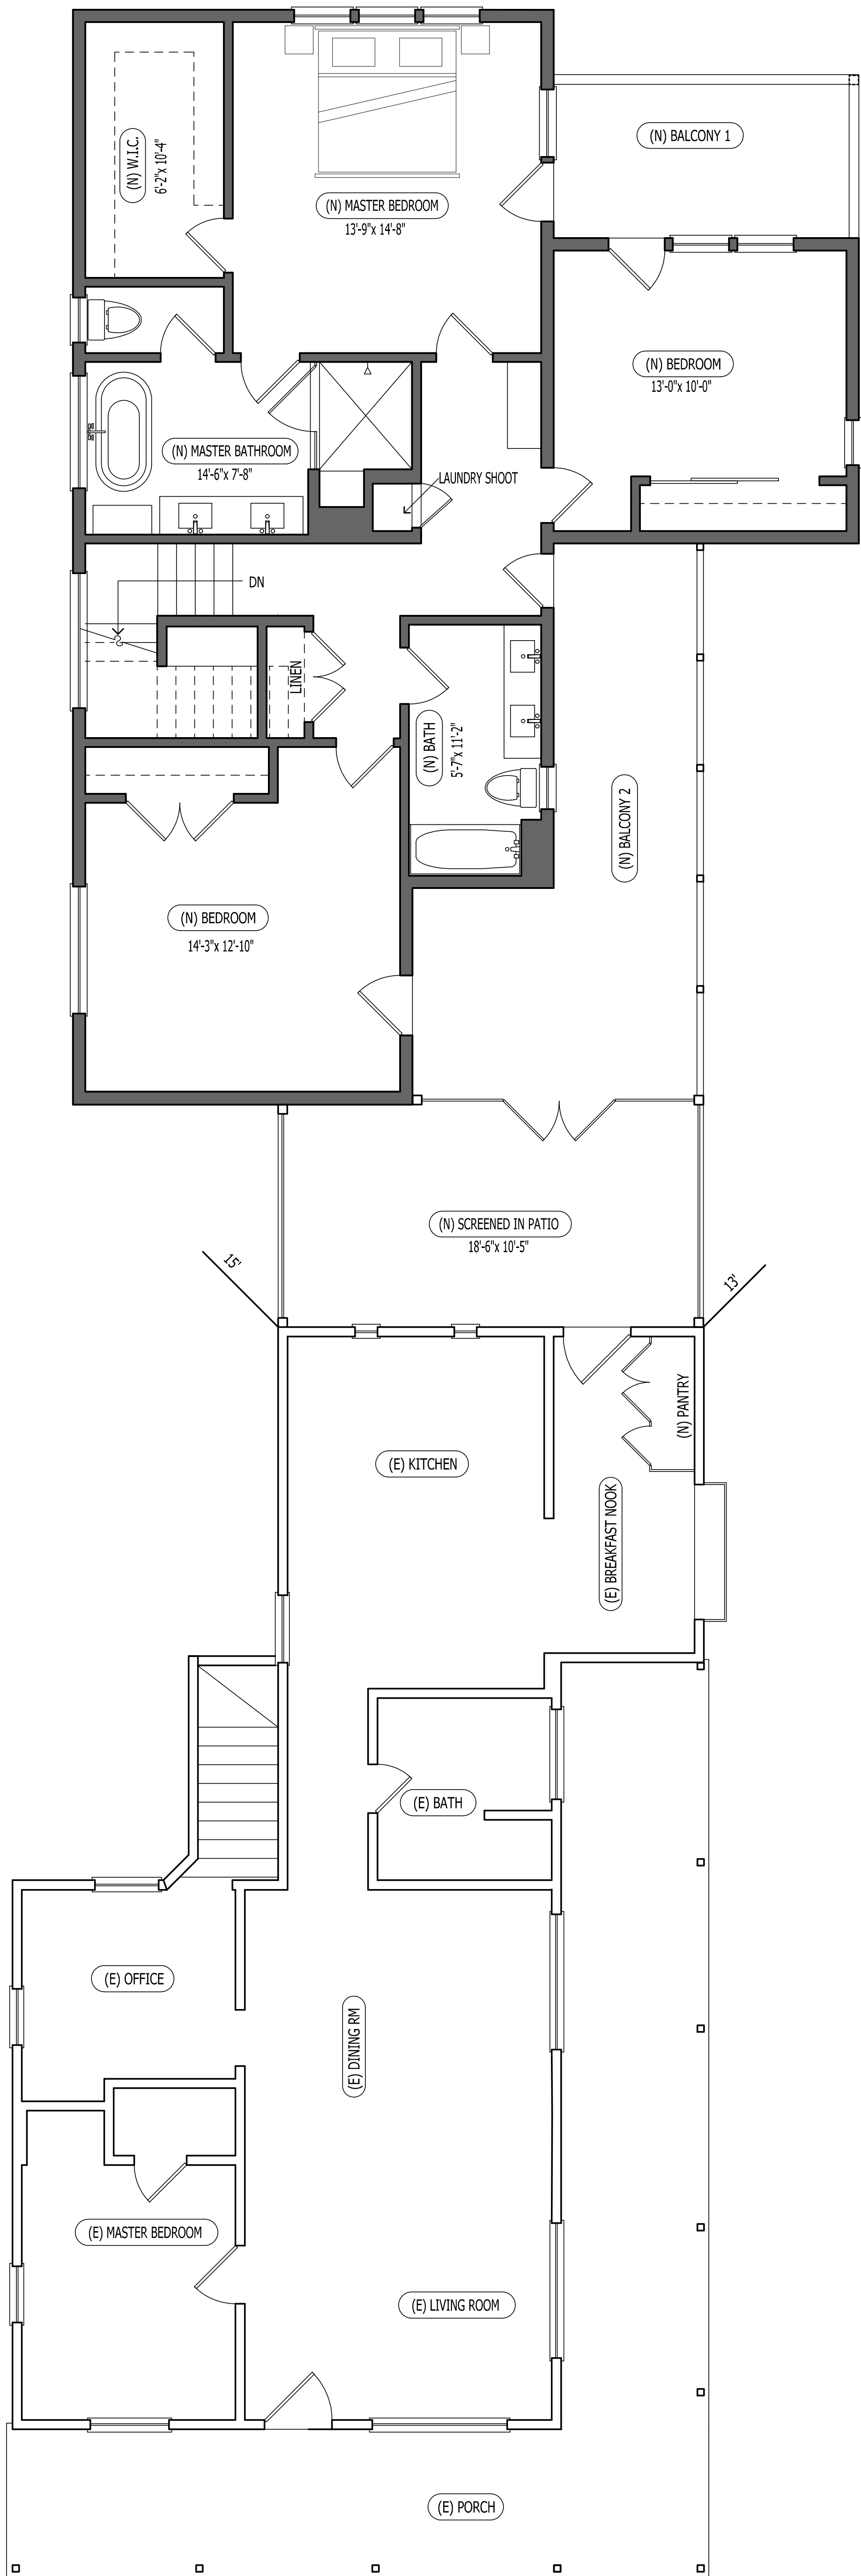 (N) W.I.C.
6'-2"x 10'-4"
(N) BALCONY 1
(N) MASTER BEDROOM
13'-9"x 14'-8"
(N) BEDROOM
13'-0"x 10'-0"
(N) MASTER BATHROOM
14'-6"x 7'-8"
LAUNDRY SHOOT
DN
LINEN
(N) BATH
5'-7"x 11'-2"
(N) BALCONY 2
(N) BEDROOM
14'-3"x 12'-10"
(N) SCREENED IN PATIO
18'-6"x 10'-5"
15'
13'
(N) PANTRY
(E) KITCHEN
(E) BREAKFAST NOOK
(E) BATH
(E) OFFICE
(E) DINING RM
(E) MASTER BEDROOM
(E) LIVING ROOM
(E) PORCH